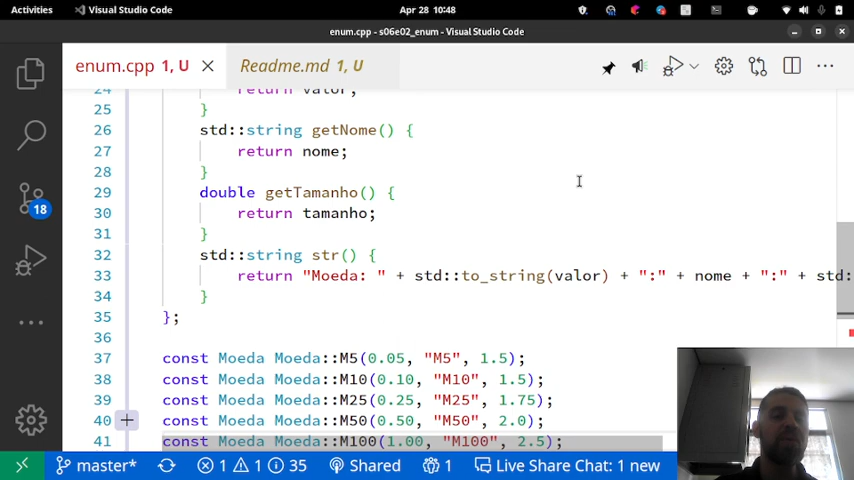 Activities Visual Studio Code Apr 28 10:48
enum.cpp - s06e02_enum - Visual Studio Code
enum.cpp 1, U Readme.md 1, U
24 return valor;
25 }
26 std::string getNome() {
27 return nome;
28 }
29 double getTamanho() {
30 return tamanho;
31 }
32 std::string str() {
33 return "Moeda: " + std::to_string(valor) + ":" + nome + ":" + std:
34 }
35 };
36
37 const Moeda Moeda::M5(0.05, "M5", 1.5);
38 const Moeda Moeda::M10(0.10, "M10", 1.5);
39 const Moeda Moeda::M25(0.25, "M25", 1.75);
40 const Moeda Moeda::M50(0.50, "M50", 2.0);
41 const Moeda Moeda::M100(1.00, "M100", 2.5);
18
master* 1 1 35 Shared 1 Live Share Chat: 1 new